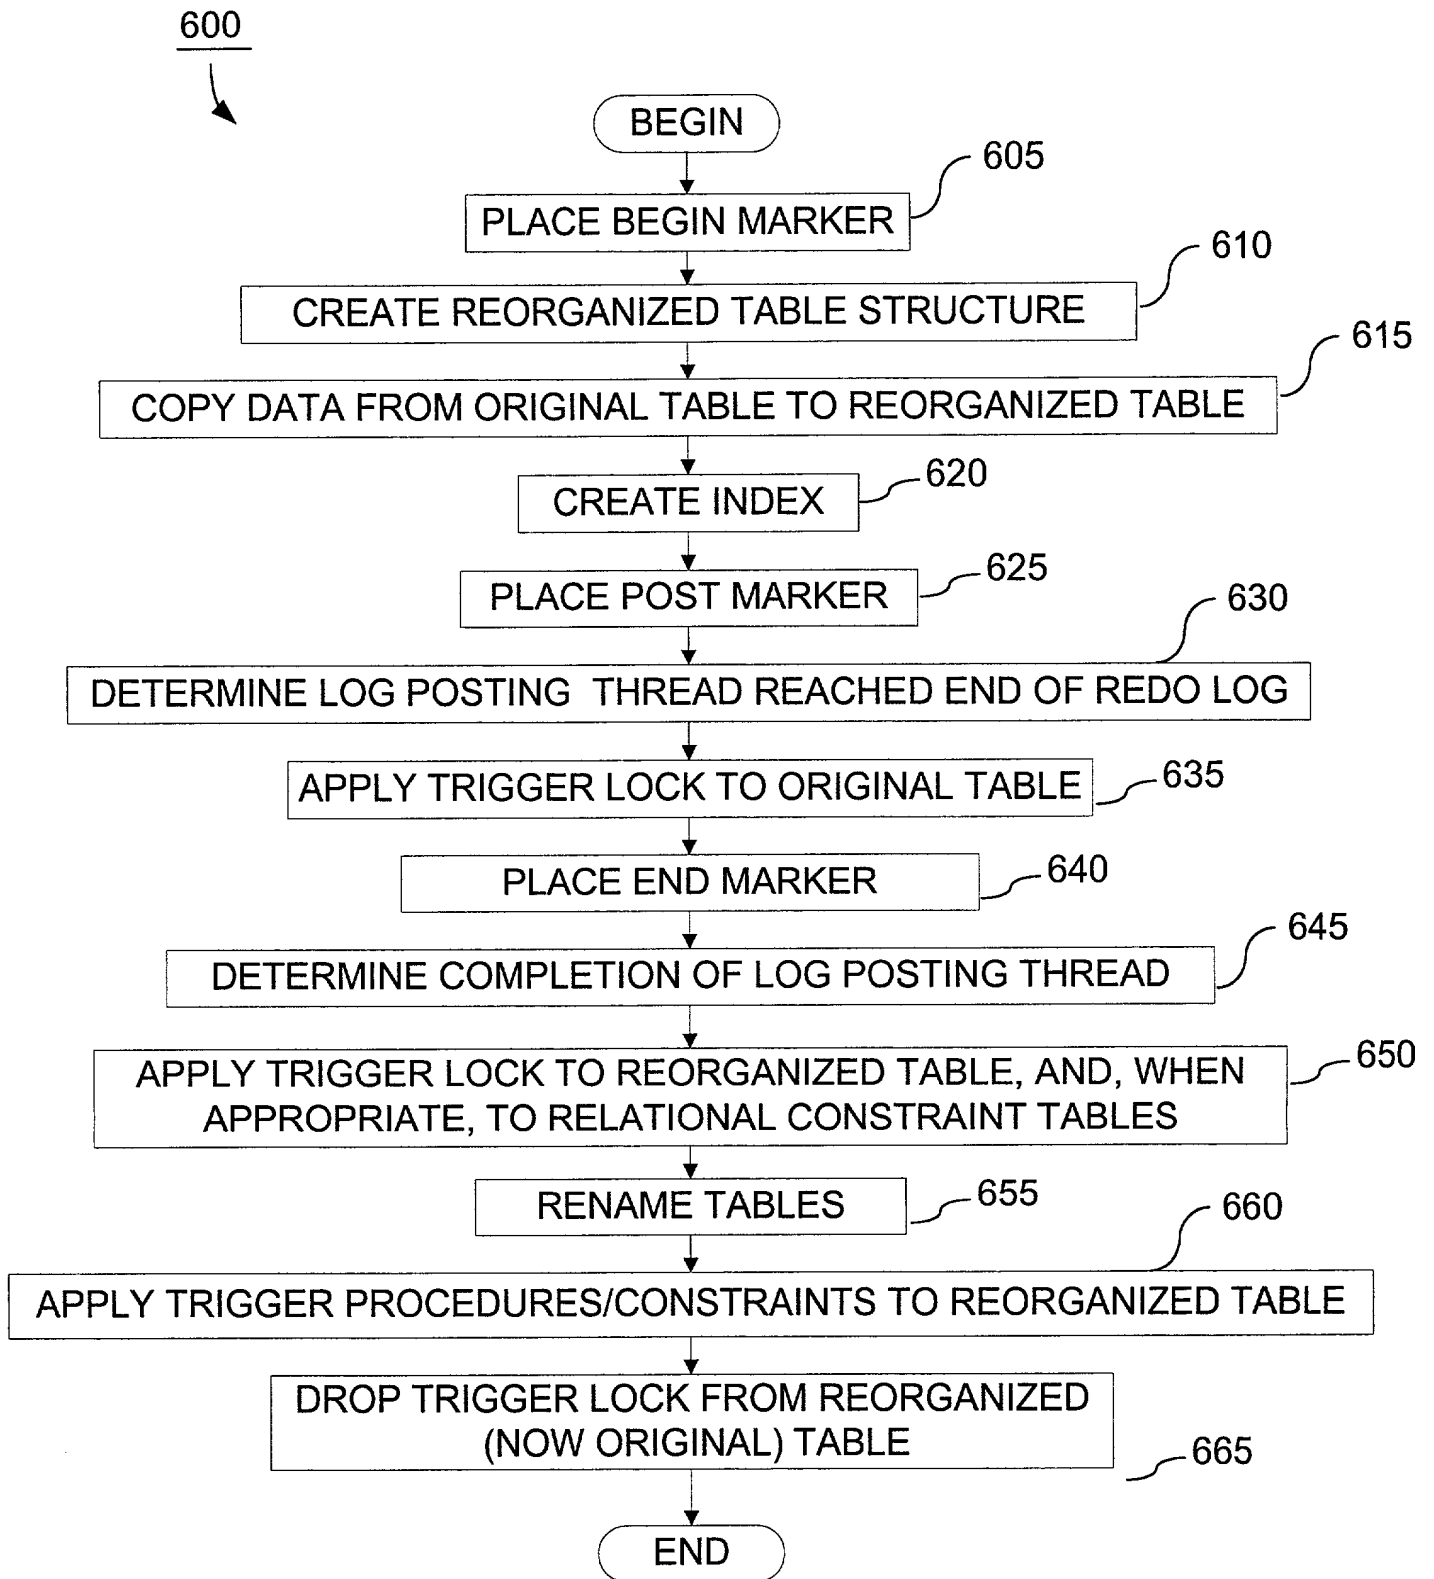 600
BEGIN
605
PLACE BEGIN MARKER
610
CREATE REORGANIZED TABLE STRUCTURE
615
COPY DATA FROM ORIGINAL TABLE TO REORGANIZED TABLE
620
CREATE INDEX
625
PLACE POST MARKER
630
DETERMINE LOG POSTING THREAD REACHED END OF REDO LOG
635
APPLY TRIGGER LOCK TO ORIGINAL TABLE
640
PLACE END MARKER
645
DETERMINE COMPLETION OF LOG POSTING THREAD
650
APPLY TRIGGER LOCK TO REORGANIZED TABLE, AND, WHEN
APPROPRIATE, TO RELATIONAL CONSTRAINT TABLES
655
RENAME TABLES
660
APPLY TRIGGER PROCEDURES/CONSTRAINTS TO REORGANIZED TABLE
DROP TRIGGER LOCK FROM REORGANIZED
(NOW ORIGINAL) TABLE
665
END